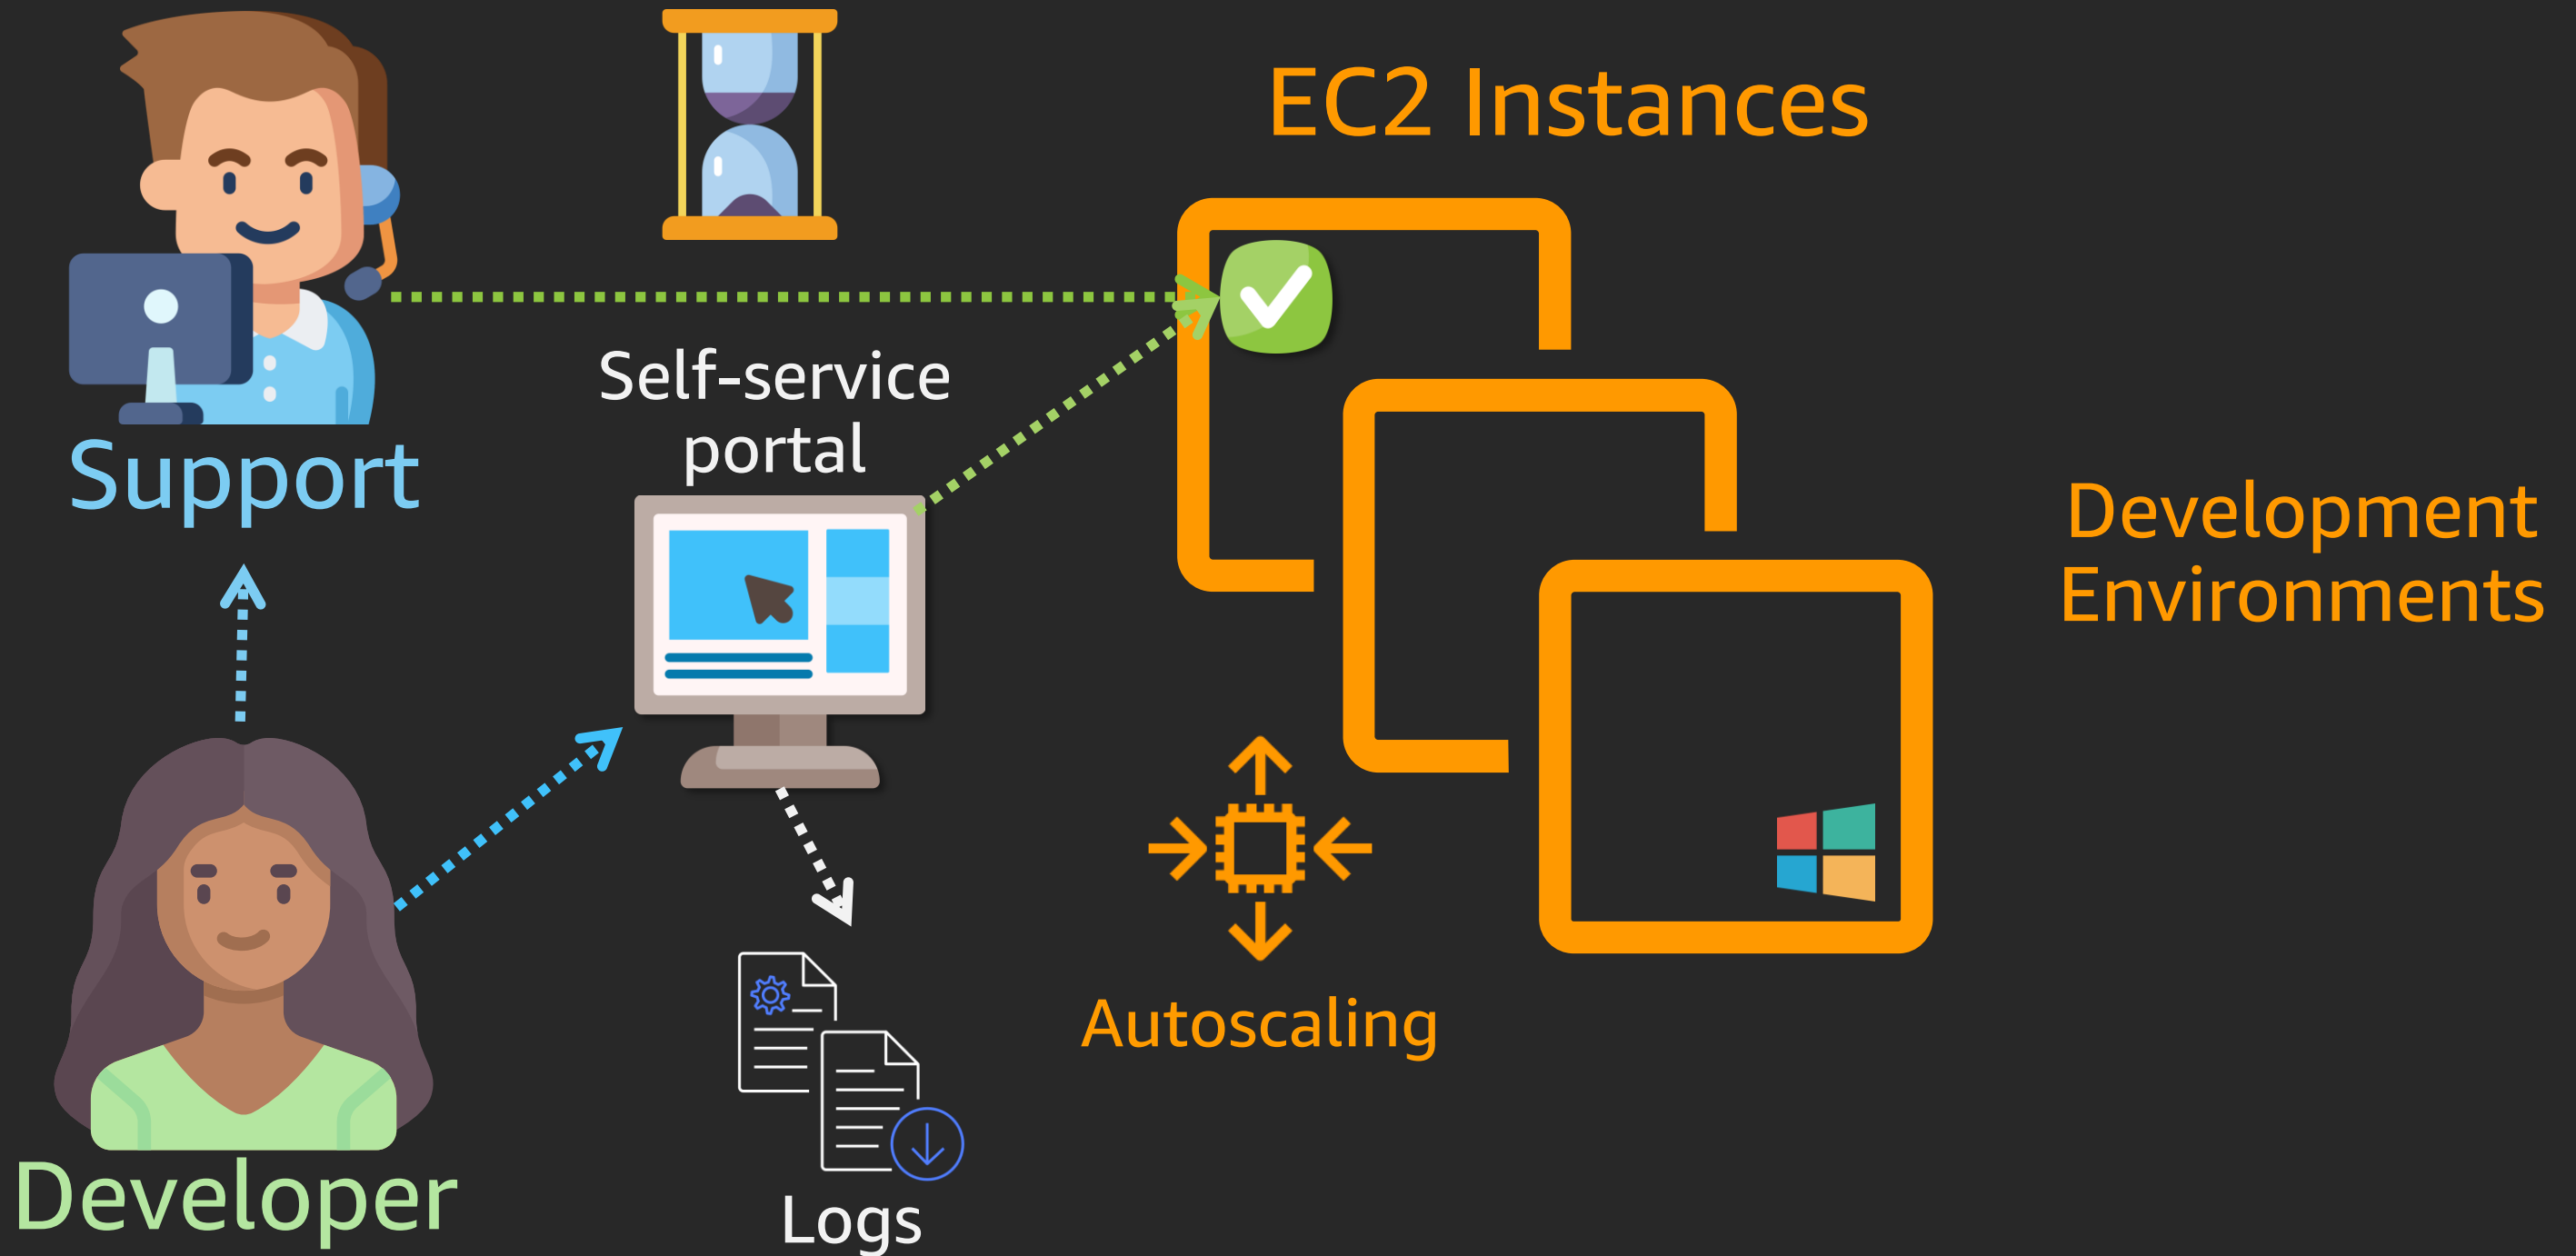 EC2 Instances
Self-service
portal
Support
Development
Environments
Autoscaling
Developer
Logs